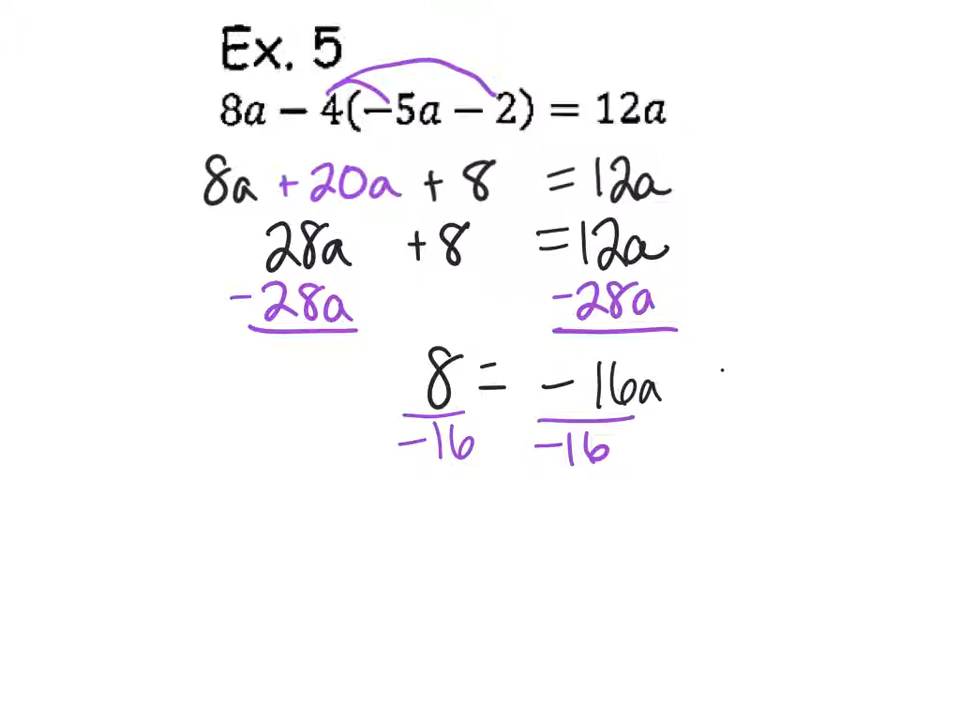 Ex. 5
8a − 4(−5a − 2) = 12a
8a + 20a + 8 = 12a
28a + 8 = 12a
-28a -28a
8 = -16a
-16 -16